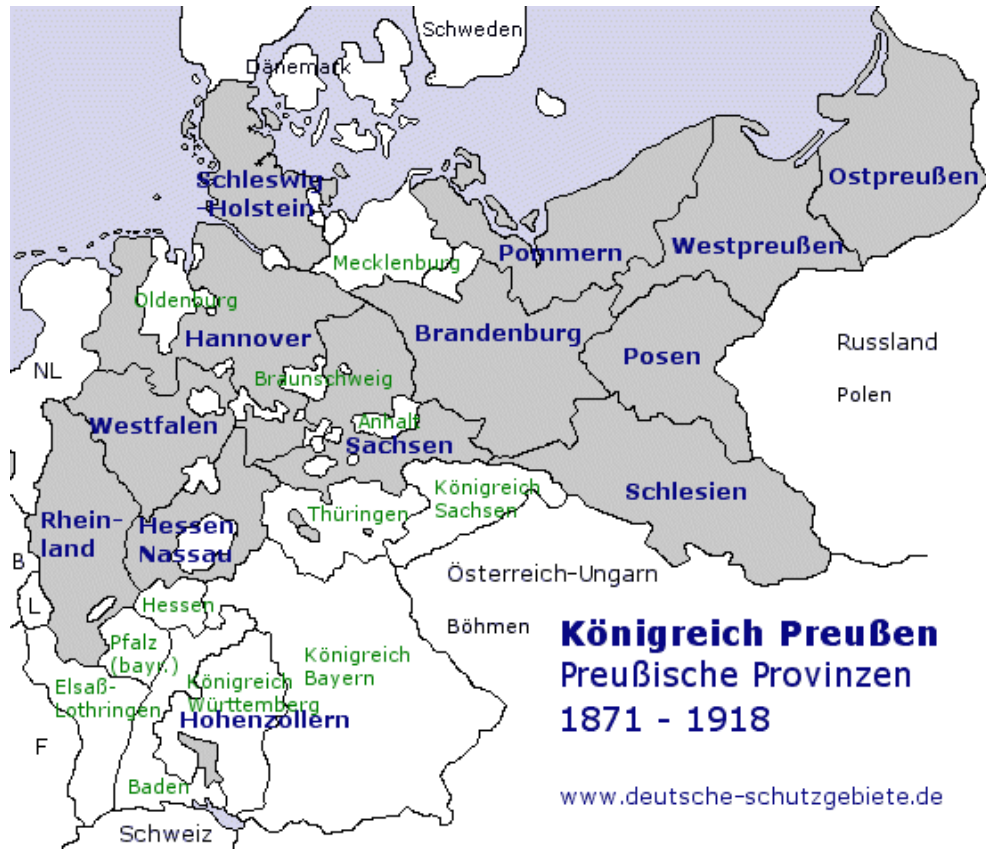 Schweden
Dänemark
Schleswig
-Holstein
Ostpreußen
Westpreußen
Pommern
Mecklenburg
Oldenburg
Hannover
Brandenburg
Posen
Russland
Polen
NL
Braunschweig
Westfalen
Anhalt
Sachsen
Königreich
Sachsen
Schlesien
Thüringen
Rhein-
land
Hessen
Nassau
B
L
Österreich-Ungarn
Böhmen
Hessen
Pfalz
(bayr.)
Königreich
Bayern
Elsaß-
Lothringen
Königreich
Württemberg
Hohenzollern
F
Baden
Schweiz
Königreich Preußen
Preußische Provinzen
1871 - 1918
www.deutsche-schutzgebiete.de